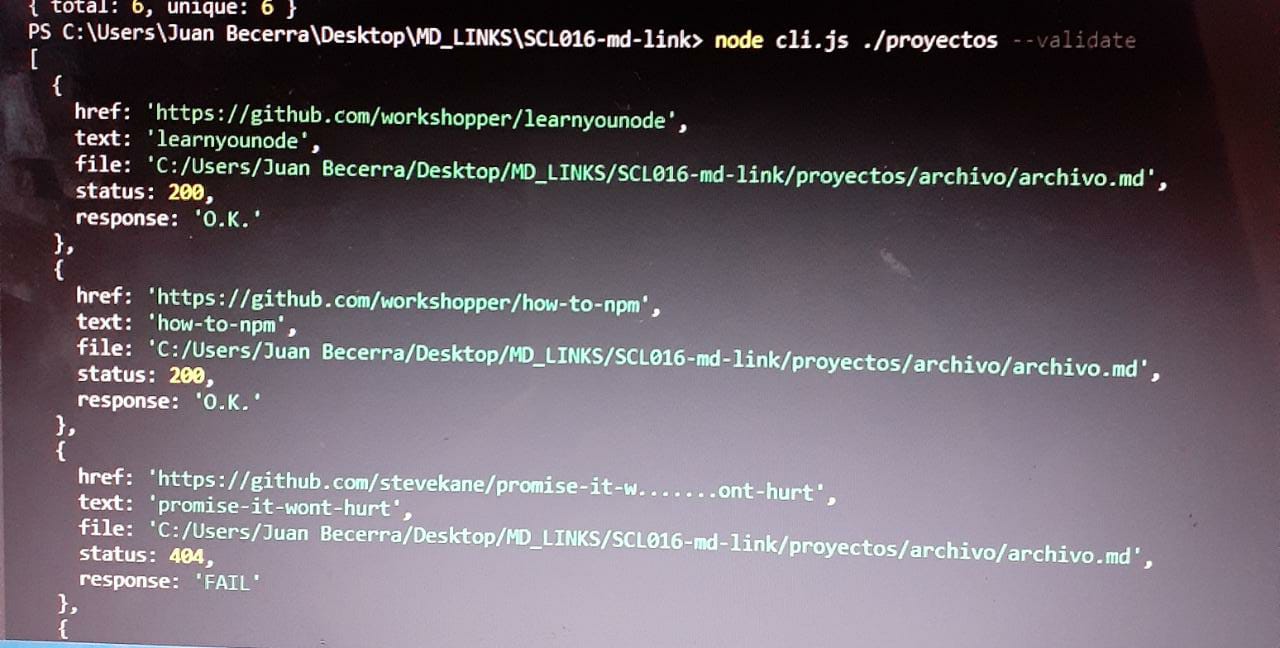 { total: 6, unique: 6 }
PS C:\Users\Juan Becerra\Desktop\MD_LINKS\SCL016-md-link> node cli.js ./proyectos --validate
[
{
href: 'https://github.com/workshopper/learnyounode',
text: 'learnyounode',
file: 'C:/Users/Juan Becerra/Desktop/MD_LINKS/SCL016-md-link/proyectos/archivo/archivo.md',
status: 200,
response: 'O.K.'
},
{
href: 'https://github.com/workshopper/how-to-npm',
text: 'how-to-npm',
file: 'C:/Users/Juan Becerra/Desktop/MD_LINKS/SCL016-md-link/proyectos/archivo/archivo.md',
status: 200,
response: 'O.K.'
},
{
href: 'https://github.com/stevekane/promise-it-w.......ont-hurt',
text: 'promise-it-wont-hurt',
file: 'C:/Users/Juan Becerra/Desktop/MD_LINKS/SCL016-md-link/proyectos/archivo/archivo.md',
status: 404,
response: 'FAIL'
},
{